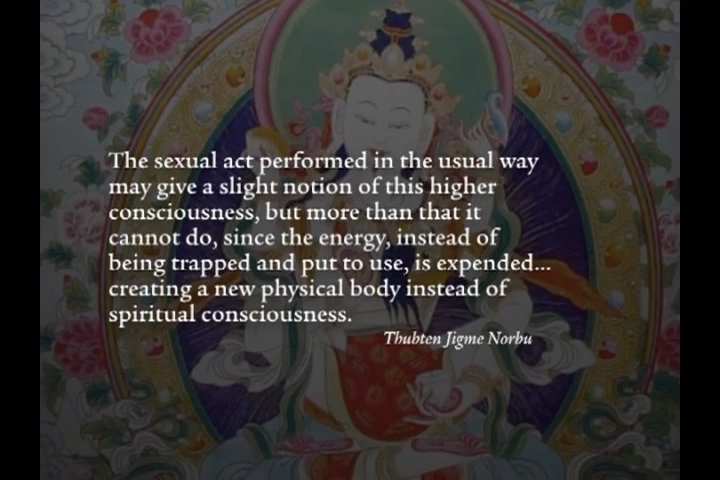 The sexual act performed in the usual way
may give a slight notion of this higher
consciousness, but more than that it
cannot do, since the energy, instead of
being trapped and put to use, is expended...
creating a new physical body instead of
spiritual consciousness.
Thubten Jigme Norbu